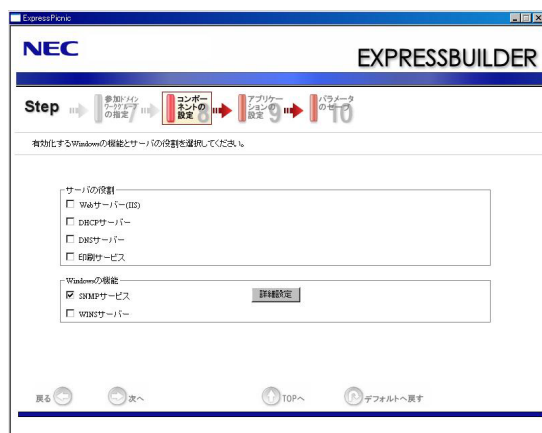 ExpressPicnic
NEC
EXPRESSBUILDER
Step
参加ドメイン
ワークグループ
の指定 7
コンポー
ネントの
設定 8
アプリケー
ションの
設定 9
パラメータ
のセーブ 10
有効化するWindowsの機能とサーバの役割を選択してください。
サーバの役割
Webサーバー(IIS)
DHCPサーバー
DNSサーバー
印刷サービス
Windowsの機能
SNMPサービス
詳細設定
WINSサーバー
戻る
次へ
TOPへ
デフォルトへ戻す